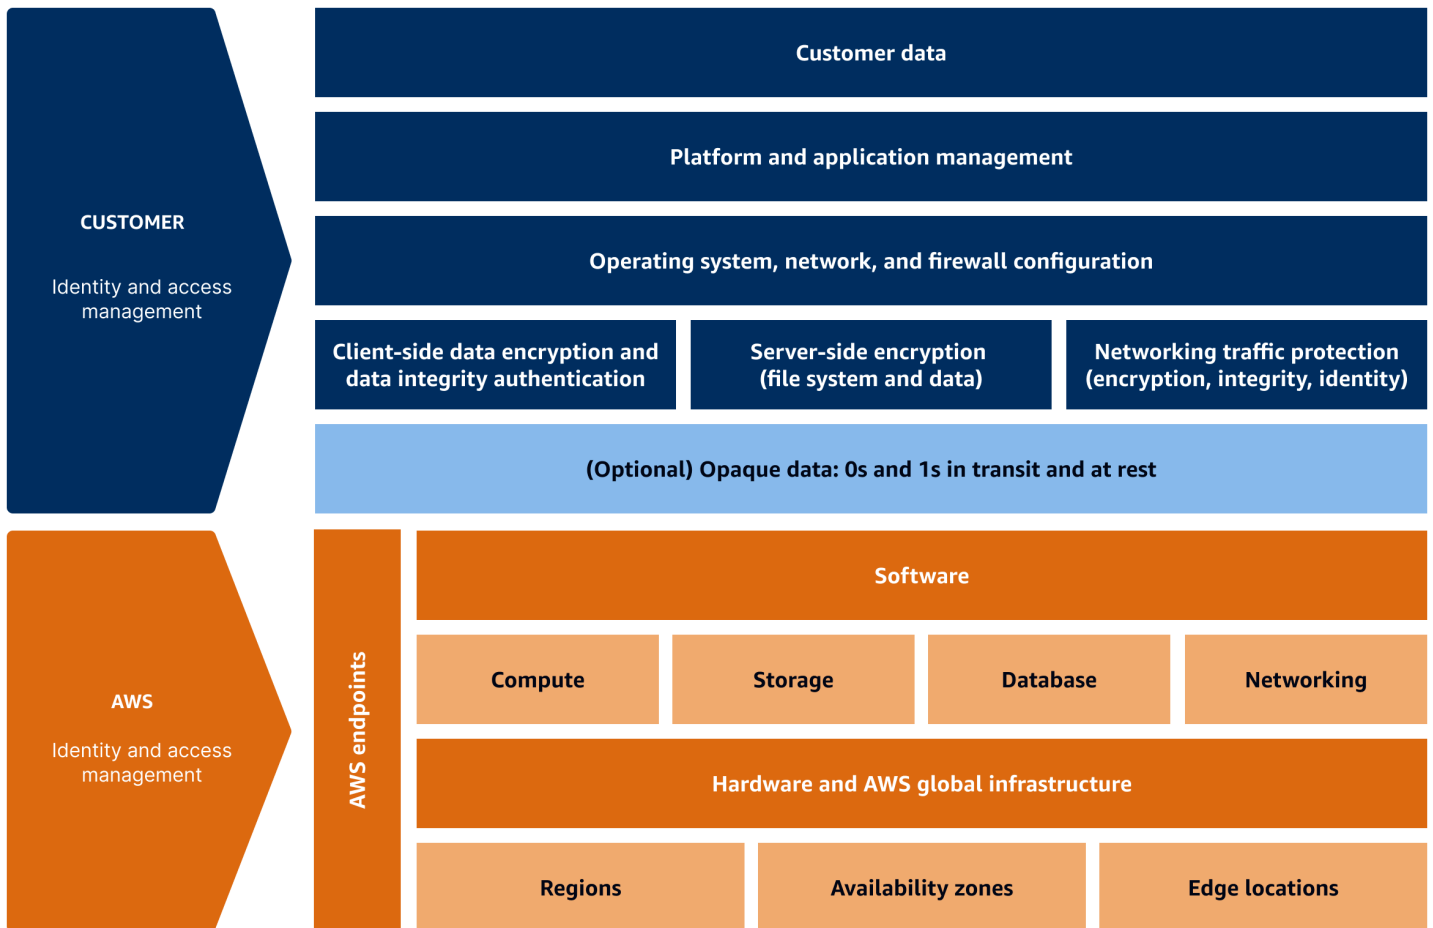 CUSTOMER
Identity and access
management
Customer data
Platform and application management
Operating system, network, and firewall configuration
Client-side data encryption and
data integrity authentication
Server-side encryption
(file system and data)
Networking traffic protection
(encryption, integrity, identity)
(Optional) Opaque data: 0s and 1s in transit and at rest
AWS
Identity and access
management
AWS endpoints
Software
Compute
Storage
Database
Networking
Hardware and AWS global infrastructure
Regions
Availability zones
Edge locations